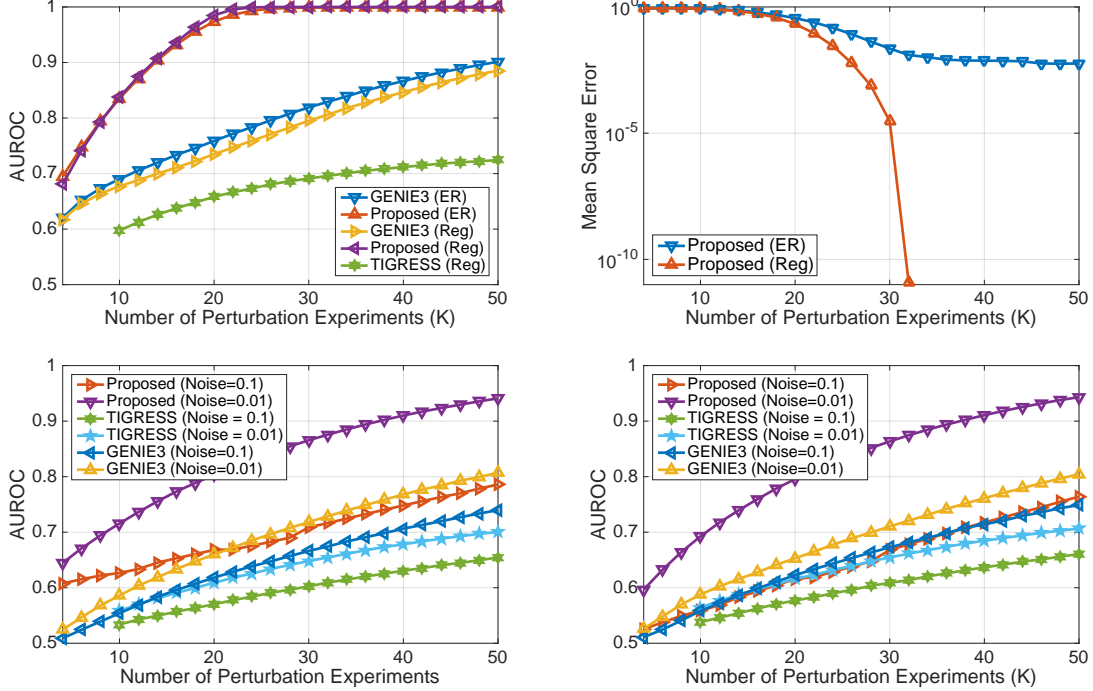 1
0.9
0.8
0.7
0.6
0.5
AUROC
10
20
30
40
50
Number of Perturbation Experiments (K)
GENIE3 (ER)
Proposed (ER)
GENIE3 (Reg)
Proposed (Reg)
TIGRESS (Reg)
10^0
10^-5
10^-10
Mean Square Error
10
20
30
40
50
Number of Perturbation Experiments (K)
Proposed (ER)
Proposed (Reg)
1
0.9
0.8
0.7
0.6
0.5
AUROC
10
20
30
40
50
Number of Perturbation Experiments
Proposed (Noise=0.1)
Proposed (Noise=0.01)
TIGRESS (Noise = 0.1)
TIGRESS (Noise = 0.01)
GENIE3 (Noise=0.1)
GENIE3 (Noise=0.01)
1
0.9
0.8
0.7
0.6
0.5
AUROC
10
20
30
40
50
Number of Perturbation Experiments (K)
Proposed (Noise=0.1)
Proposed (Noise=0.01)
TIGRESS (Noise = 0.1)
TIGRESS (Noise = 0.01)
GENIE3 (Noise=0.1)
GENIE3 (Noise=0.01)